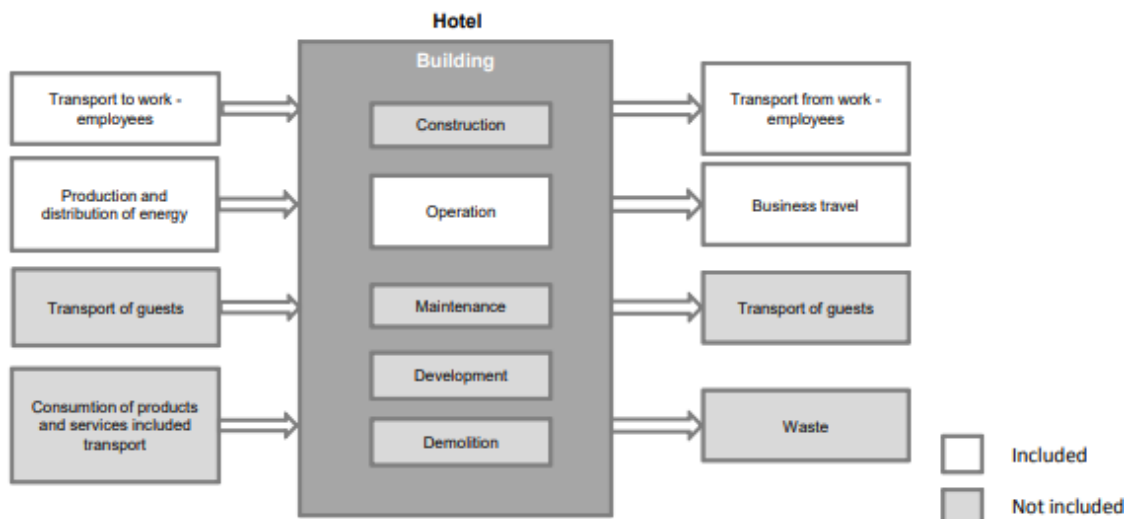 Hotel
Building
Transport to work -
employees
Construction
Transport from work -
employees
Production and
distribution of energy
Operation
Business travel
Transport of guests
Maintenance
Transport of guests
Development
Consumtion of products
and services included
transport
Demolition
Waste
Included
Not included